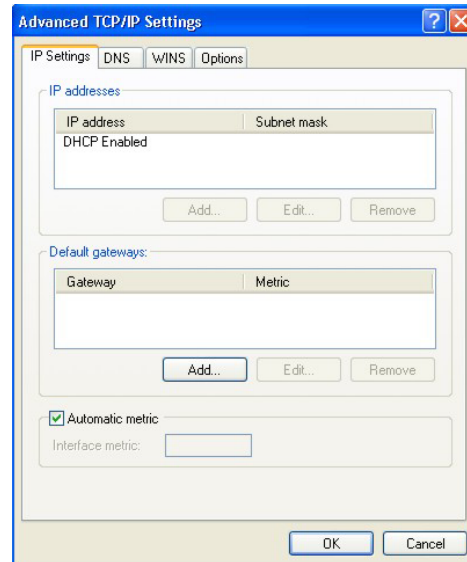 Advanced TCP/IP Settings
IP Settings DNS WINS Options
IP addresses
IP address Subnet mask
DHCP Enabled
Add... Edit... Remove
Default gateways:
Gateway Metric
Add... Edit... Remove
Automatic metric
Interface metric:
OK Cancel